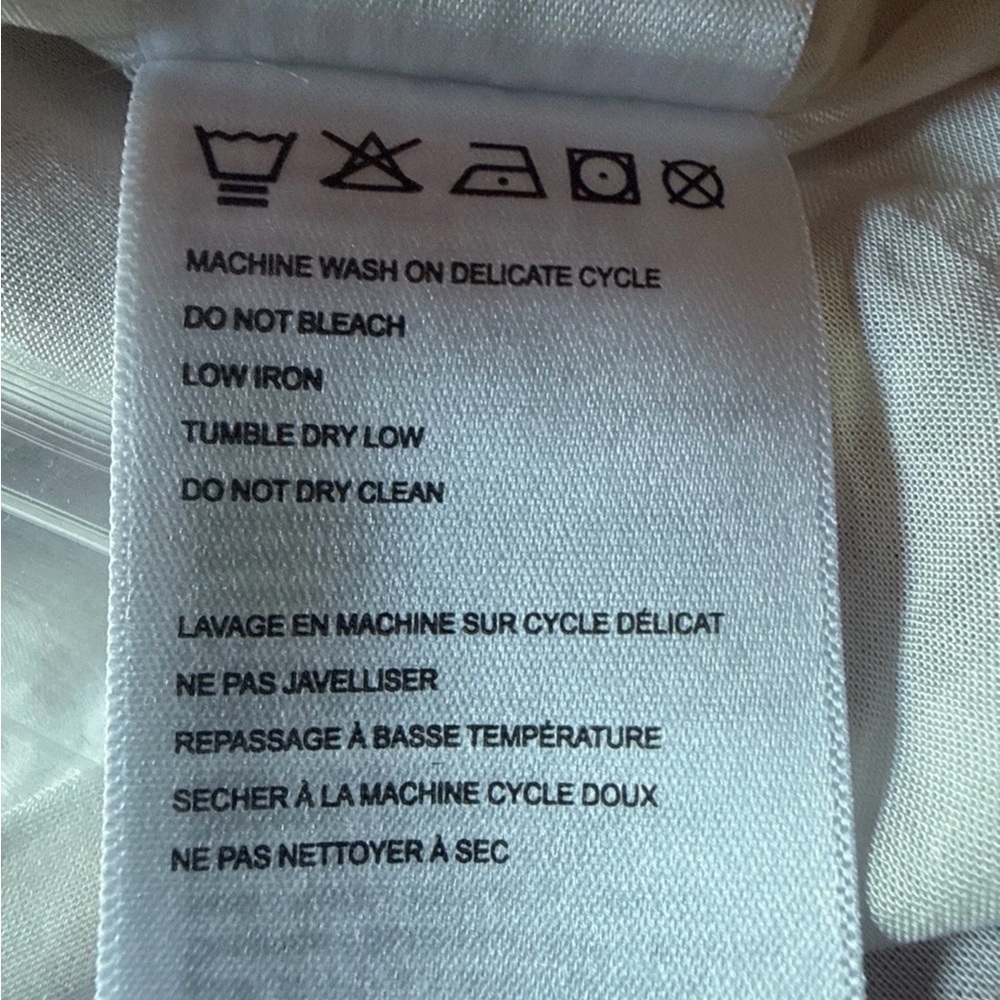 MACHINE WASH ON DELICATE CYCLE
DO NOT BLEACH
LOW IRON
TUMBLE DRY LOW
DO NOT DRY CLEAN
LAVAGE EN MACHINE SUR CYCLE DÉLICAT
NE PAS JAVELLISER
REPASSAGE À BASSE TEMPÉRATURE
SECHER À LA MACHINE CYCLE DOUX
NE PAS NETTOYER À SEC